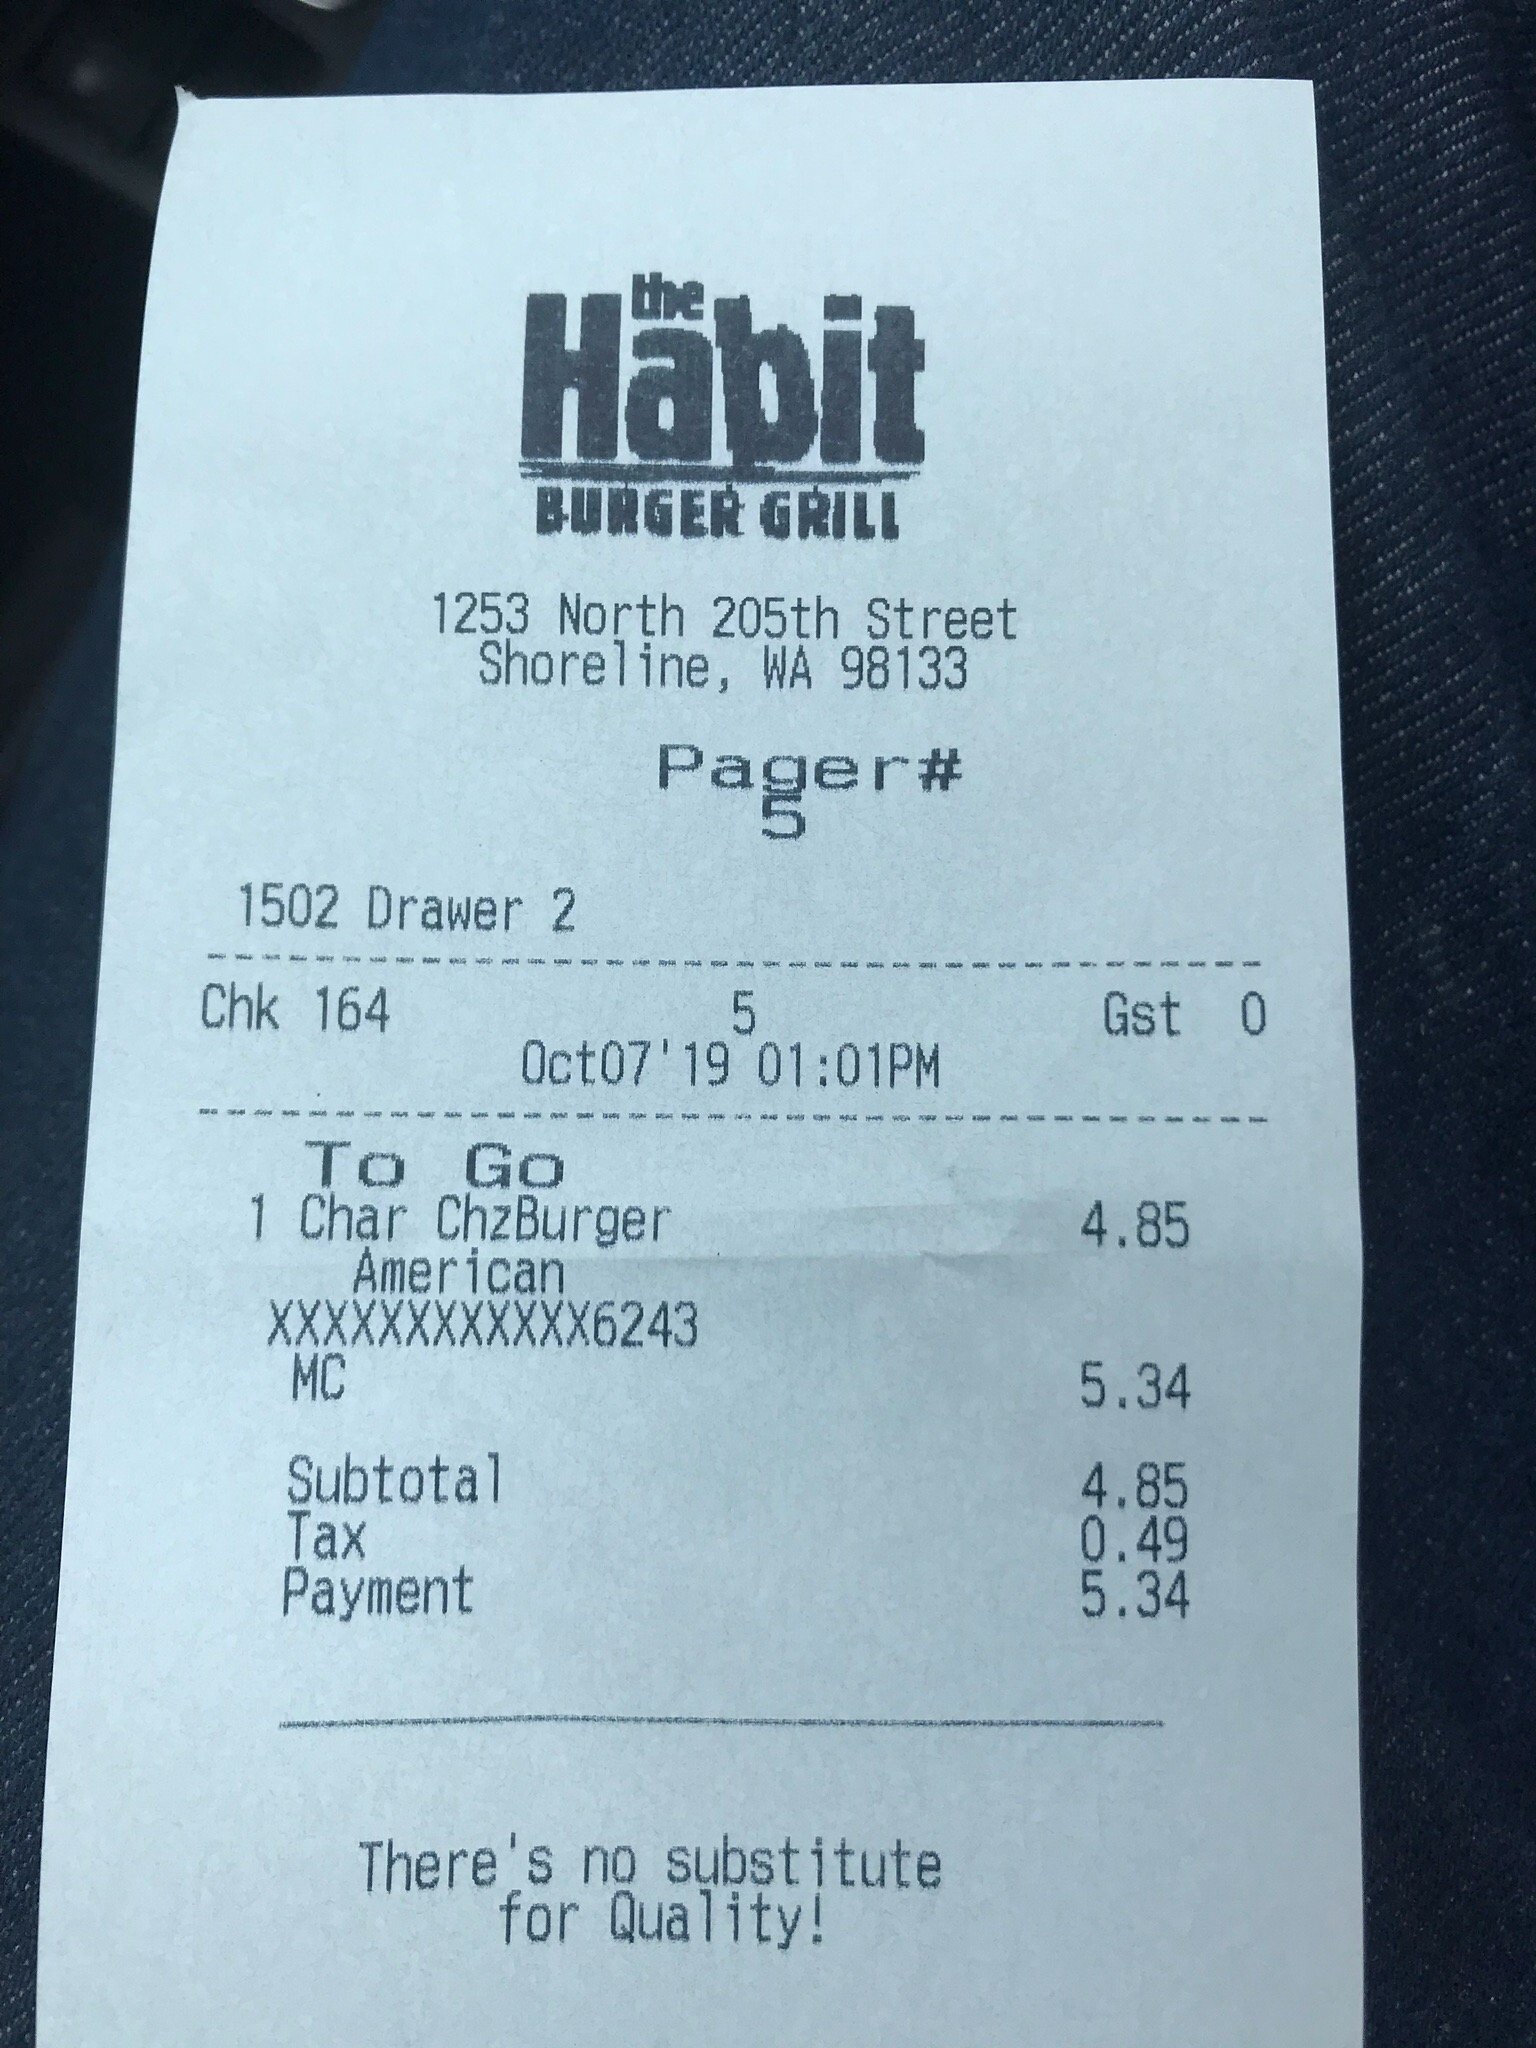 the
Habit
BURGER GRILL
1253 North 205th Street
Shoreline, WA 98133
Pager#
5
1502 Drawer 2
Chk 164 5 Gst 0
Oct07'19 01:01PM
To Go
1 Char ChzBurger 4.85
American
XXXXXXXXXXXX6243
MC 5.34
Subtotal 4.85
Tax 0.49
Payment 5.34
There's no substitute
for Quality!